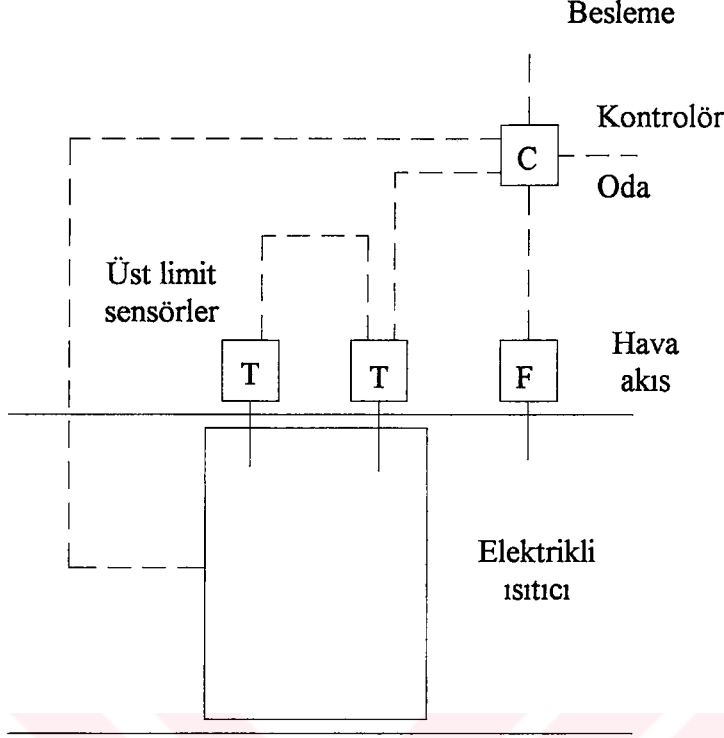 Besleme
Kontrolör
C
Oda
Üst limit
sensörler
T
T
F
Hava
akıs
Elektrikli
ısıtıcı